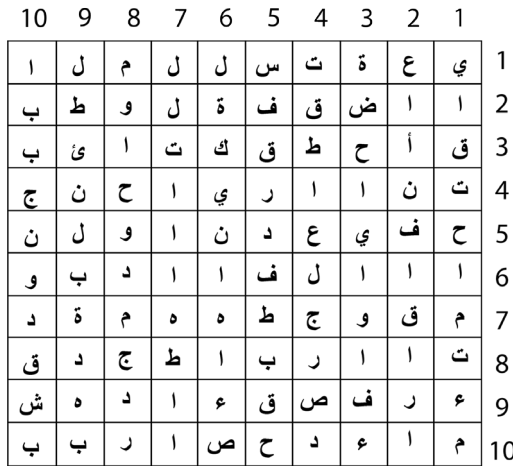 1 2 3 4 5 6 7 8 9 10
1 ي ع ة ت س ل ل م ل ا
2 ا ا ض ق ف ة ل و ط ب
3 ق أ ح ط ق ك ت ا ئ ب
4 ت ن ا ا ر ي ا ح ن ج
5 ح ف ي ع د ن ا و ل ن
6 ا ا ا ل ف ا ا د ب و
7 م ق و ج ط ه ه م ة د
8 ت ا ا ر ب ا ط ج د ق
9 ء ر ف ص ق ء ا د ه ش
10 م ا ء د ح ص ا ر ب ب